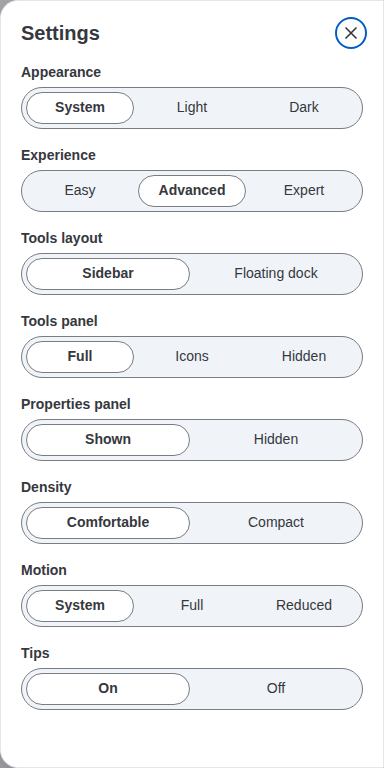 Settings
Appearance
System Light Dark
Experience
Easy Advanced Expert
Tools layout
Sidebar Floating dock
Tools panel
Full Icons Hidden
Properties panel
Shown Hidden
Density
Comfortable Compact
Motion
System Full Reduced
Tips
On Off